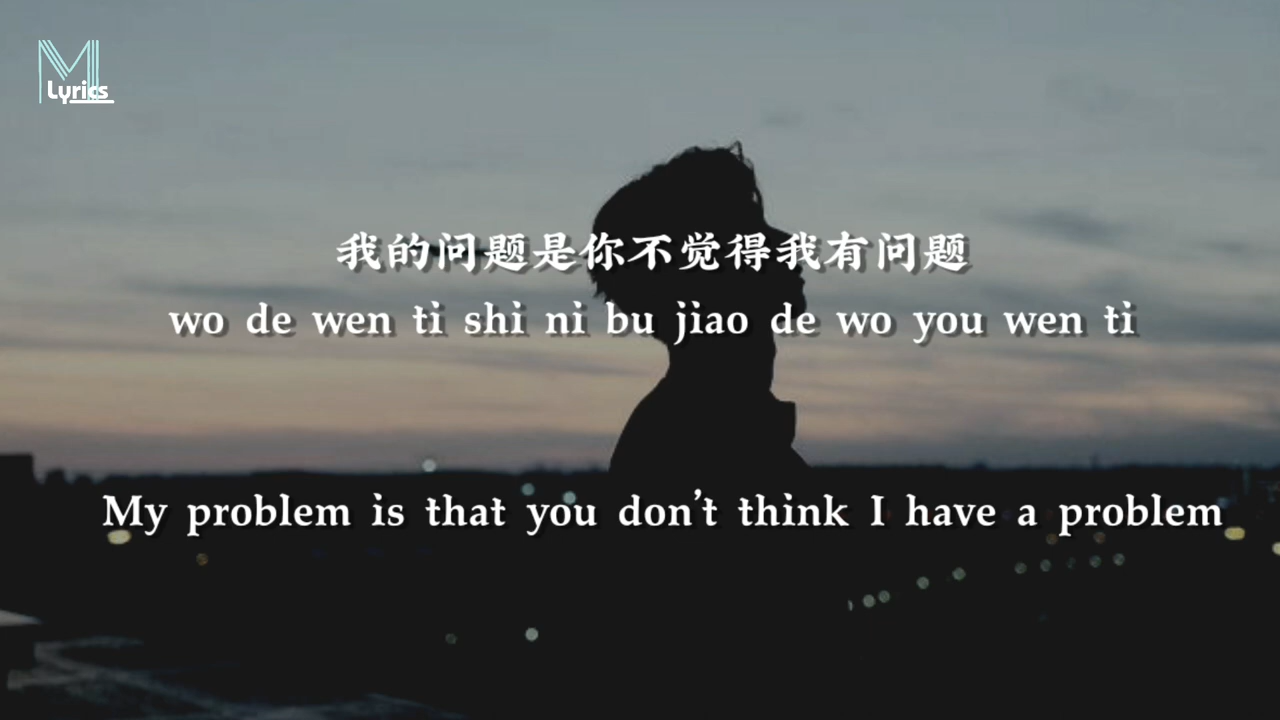 M
Lyrics
我的问题是你不觉得我有问题
wo de wen ti shi ni bu jiao de wo you wen ti
My problem is that you don't think I have a problem